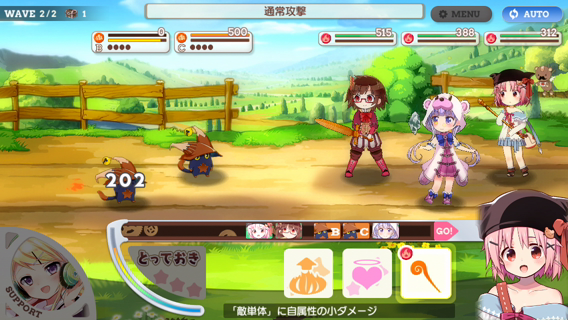 WAVE 2/2 1
通常攻撃
MENU
AUTO
B 0
C 500
515
388
312
202
B
C
GO!
とっておき
SUPPORT
「敵単体」に自属性の小ダメージ